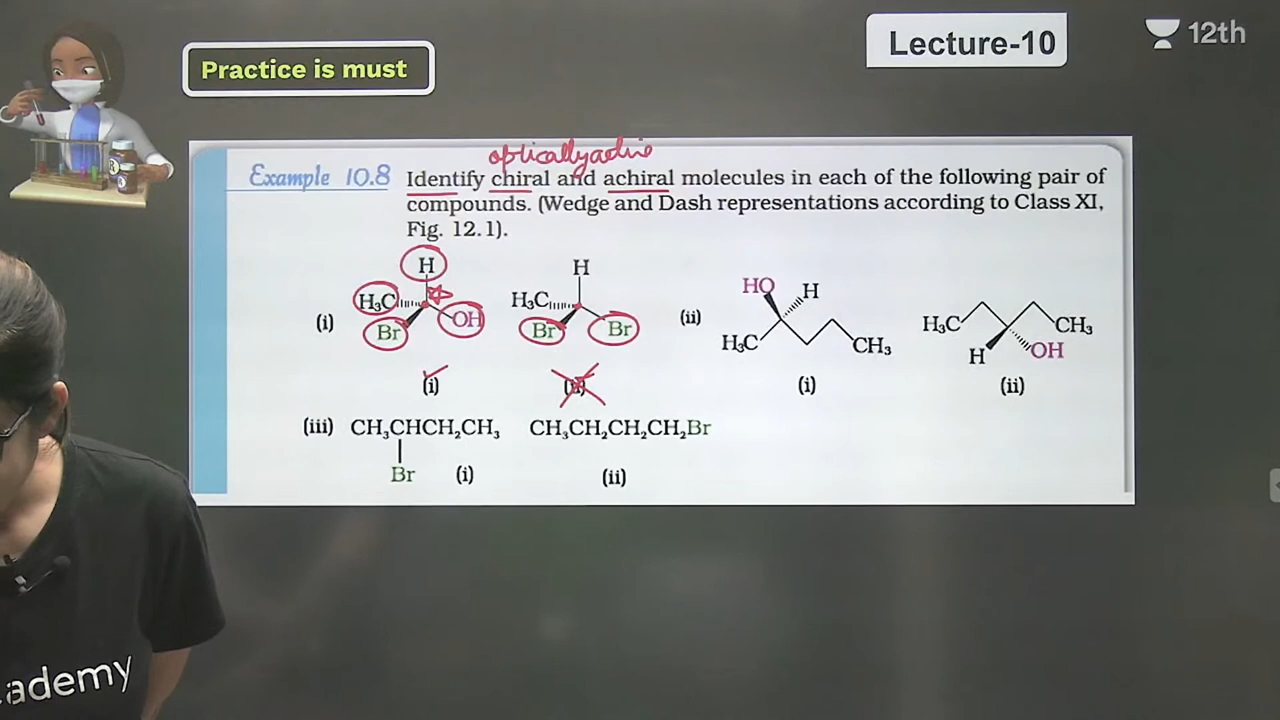 Practice is must
Lecture-10
12th
optically active
Example 10.8
Identify chiral and achiral molecules in each of the following pair of
compounds. (Wedge and Dash representations according to Class XI,
Fig. 12.1).
(i)
H
H₃C
Br
OH
(i)
H
H₃C
Br
Br
(ii)
(ii)
HO
H
H₃C
CH₃
(i)
H₃C
CH₃
H
OH
(ii)
(iii) CH₃CHCH₂CH₃ CH₃CH₂CH₂CH₂Br
Br (i) (ii)
ademy